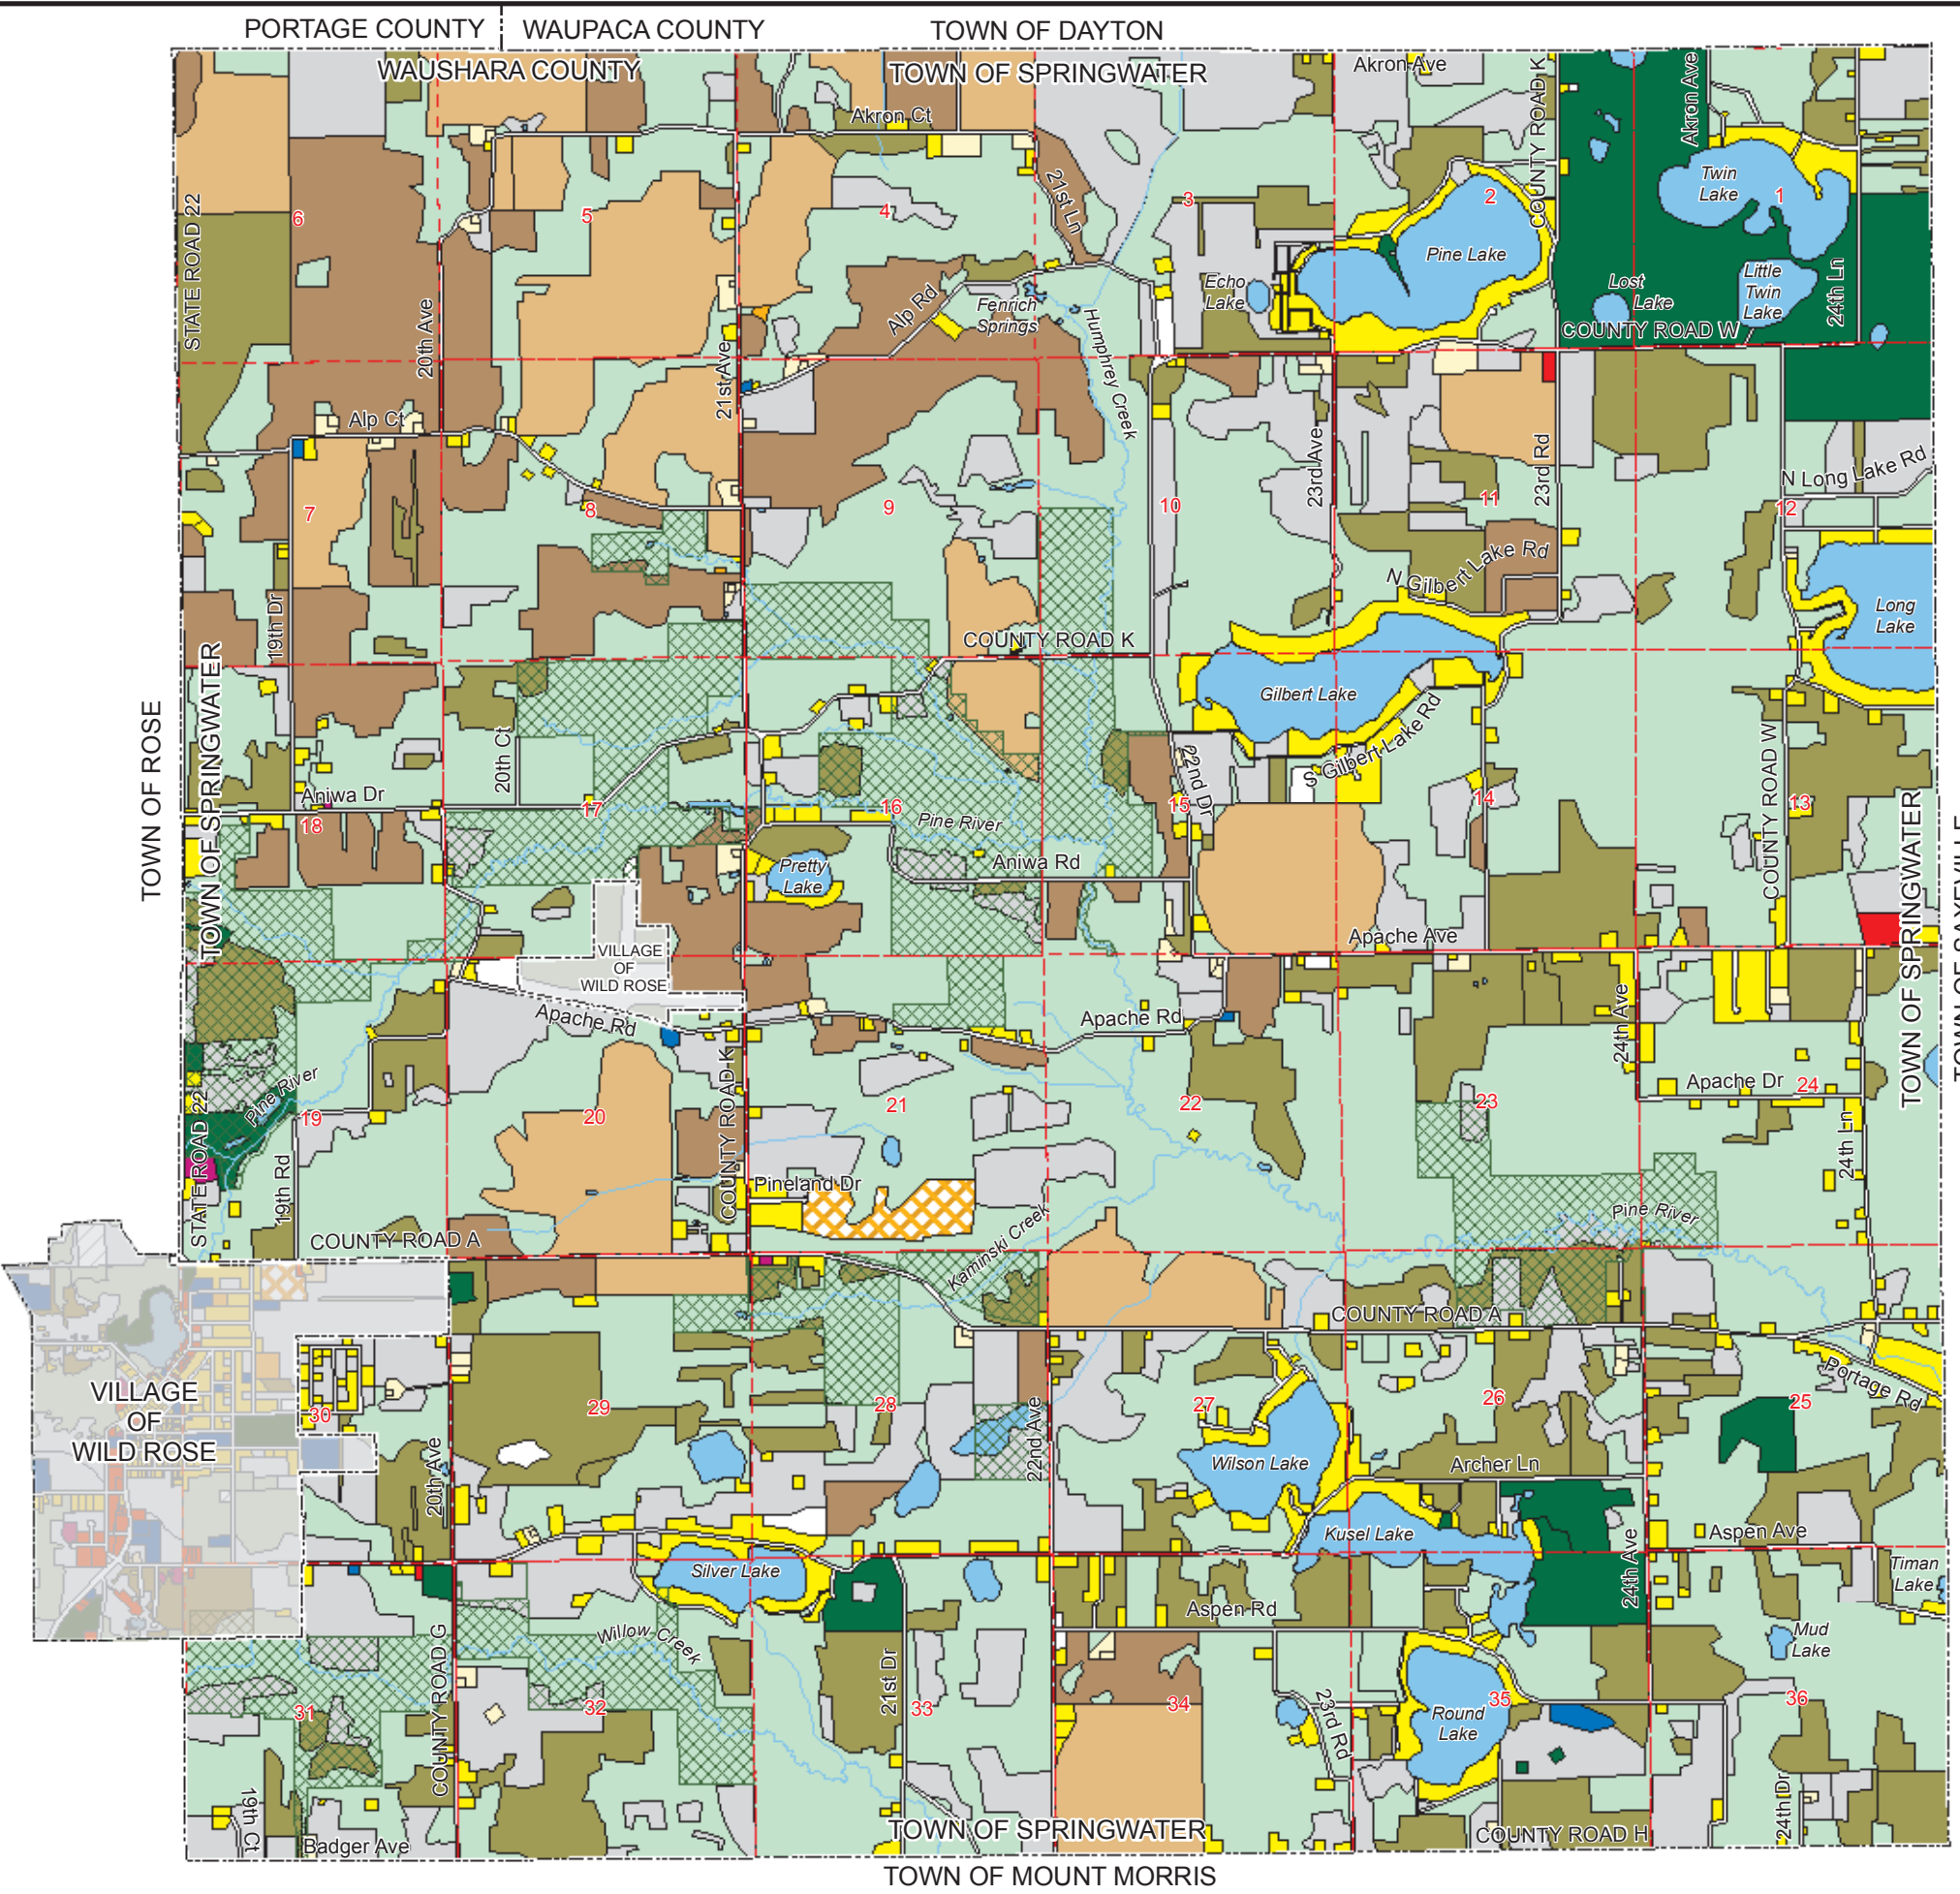 PORTAGE COUNTY
WAUPACA COUNTY
TOWN OF DAYTON
WAUSHARA COUNTY
TOWN OF SPRINGWATER
Akron Ave
COUNTY ROAD K
Akron Ave
Akron Ct
Twin
Lake
1
2
3
4
5
6
STATE ROAD 22
21st Ln
Pine Lake
Echo
Lake
Lost
Lake
Little
Twin
Lake
24th Ln
20th Ave
Alp Rd
Fenrich
Springs
Humphrey Creek
COUNTY ROAD W
21st Ave
Alp Ct
23rd Ave
23rd Rd
N Long Lake Rd
7
8
9
10
11
12
N Gilbert Lake Rd
19th Dr
Long
Lake
COUNTY ROAD K
TOWN OF ROSE
TOWN OF SPRINGWATER
Gilbert Lake
S Gilbert Lake Rd
20th Ct
22nd Dr
COUNTY ROAD W
Aniwa Dr
18
17
16
15
14
13
Pine River
Pretty
Lake
Aniwa Rd
TOWN OF SPRINGWATER
VILLAGE
OF
WILD ROSE
Apache Ave
Apache Rd
Apache Rd
24th Ave
Pine River
COUNTY ROAD K
Apache Dr
24
STATE ROAD 22
19
20
21
22
23
24th Ln
19th Rd
Pineland Dr
Kaminski Creek
Pine River
COUNTY ROAD A
COUNTY ROAD A
VILLAGE
OF
WILD ROSE
Portage Rd
30
29
28
27
26
25
20th Ave
22nd Ave
Wilson Lake
Archer Ln
Kusel Lake
24th Ave
Aspen Ave
Silver Lake
Timan
Lake
Aspen Rd
Willow Creek
Mud
Lake
COUNTY ROAD G
21st Dr
31
32
33
34
35
36
23rd Rd
Round
Lake
19th Ct
Badger Ave
24th Dr
TOWN OF SPRINGWATER
COUNTY ROAD H
TOWN OF MOUNT MORRIS